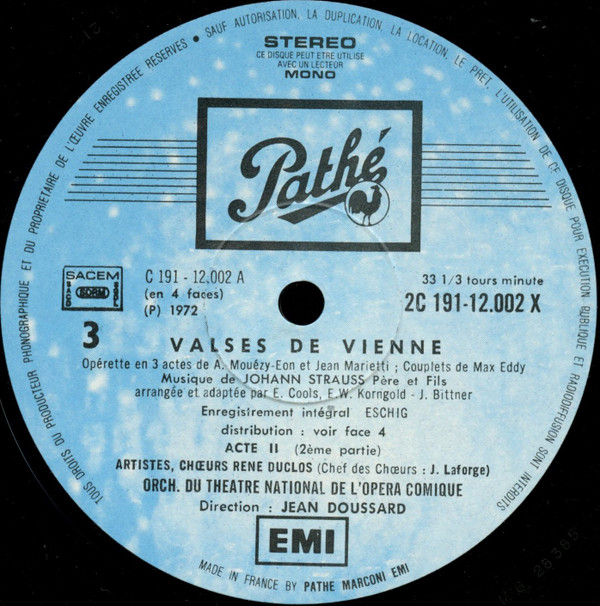 TOUS DROITS DU PRODUCTEUR PHONOGRAPHIQUE ET DU PROPRIETAIRE DE L'ŒUVRE ENREGISTREE RESERVES • SAUF AUTORISATION, LA DUPLICATION, LA LOCATION, LE PRET, L'UTILISATION DE CE DISQUE POUR EXECUTION PUBLIQUE ET RADIODIFFUSION SONT INTERDITS
STEREO
CE DISQUE PEUT ETRE UTILISE
AVEC UN LECTEUR
MONO
Pathé
SACEM
SACD SDRM SGDL
C 191 - 12.002 A
(en 4 faces)
(P) 1972
33 1/3 tours minute
2C 191-12.002 X
3
VALSES DE VIENNE
Opérette en 3 actes de A. Mouézy-Eon et Jean Marietti ; Couplets de Max Eddy
Musique de JOHANN STRAUSS Père et Fils
arrangée et adaptée par E. Cools, E.W. Korngold - J. Bittner
Enregistrement intégral ESCHIG
distribution : voir face 4
ACTE II (2ème partie)
ARTISTES, CHŒURS RENE DUCLOS (Chef des Chœurs : J. Laforge)
ORCH. DU THEATRE NATIONAL DE L'OPERA COMIQUE
Direction : JEAN DOUSSARD
EMI
MADE IN FRANCE BY PATHE MARCONI EMI